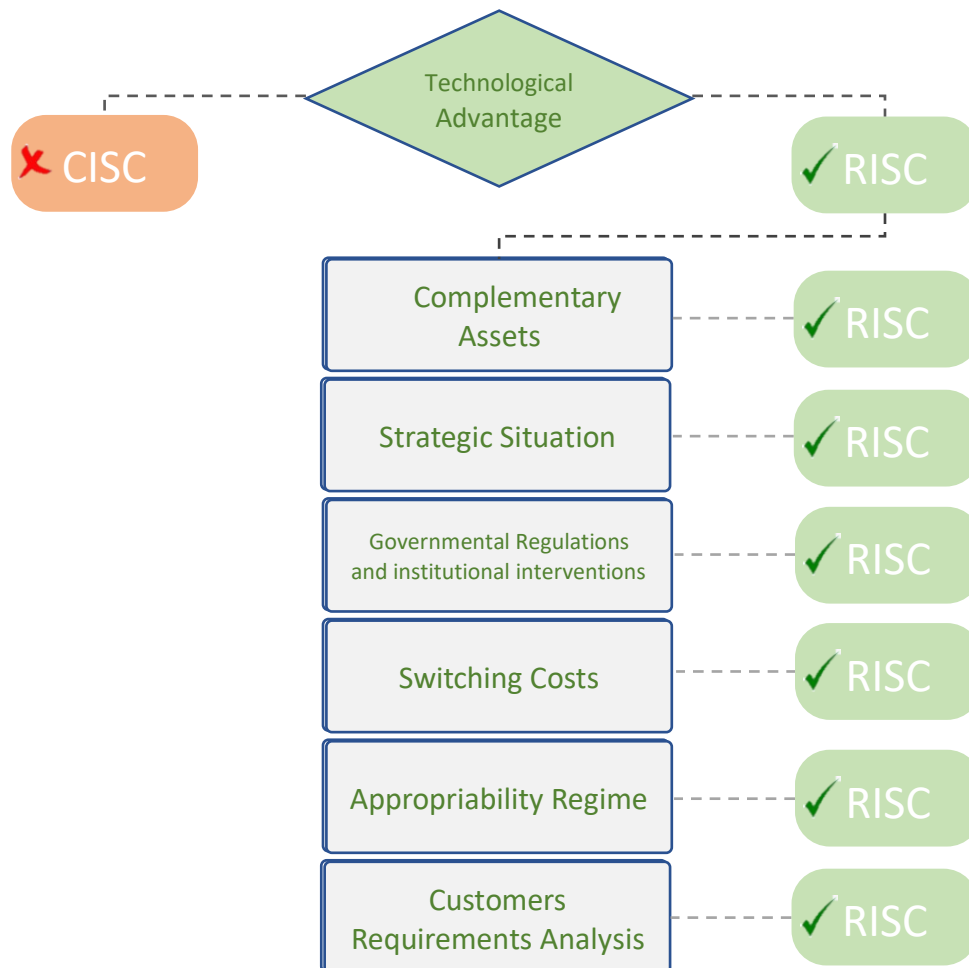 Technological
Advantage
CISC
RISC
Complementary
Assets
RISC
Strategic Situation
RISC
Governmental Regulations
and institutional interventions
RISC
Switching Costs
RISC
Appropriability Regime
RISC
Customers
Requirements Analysis
RISC